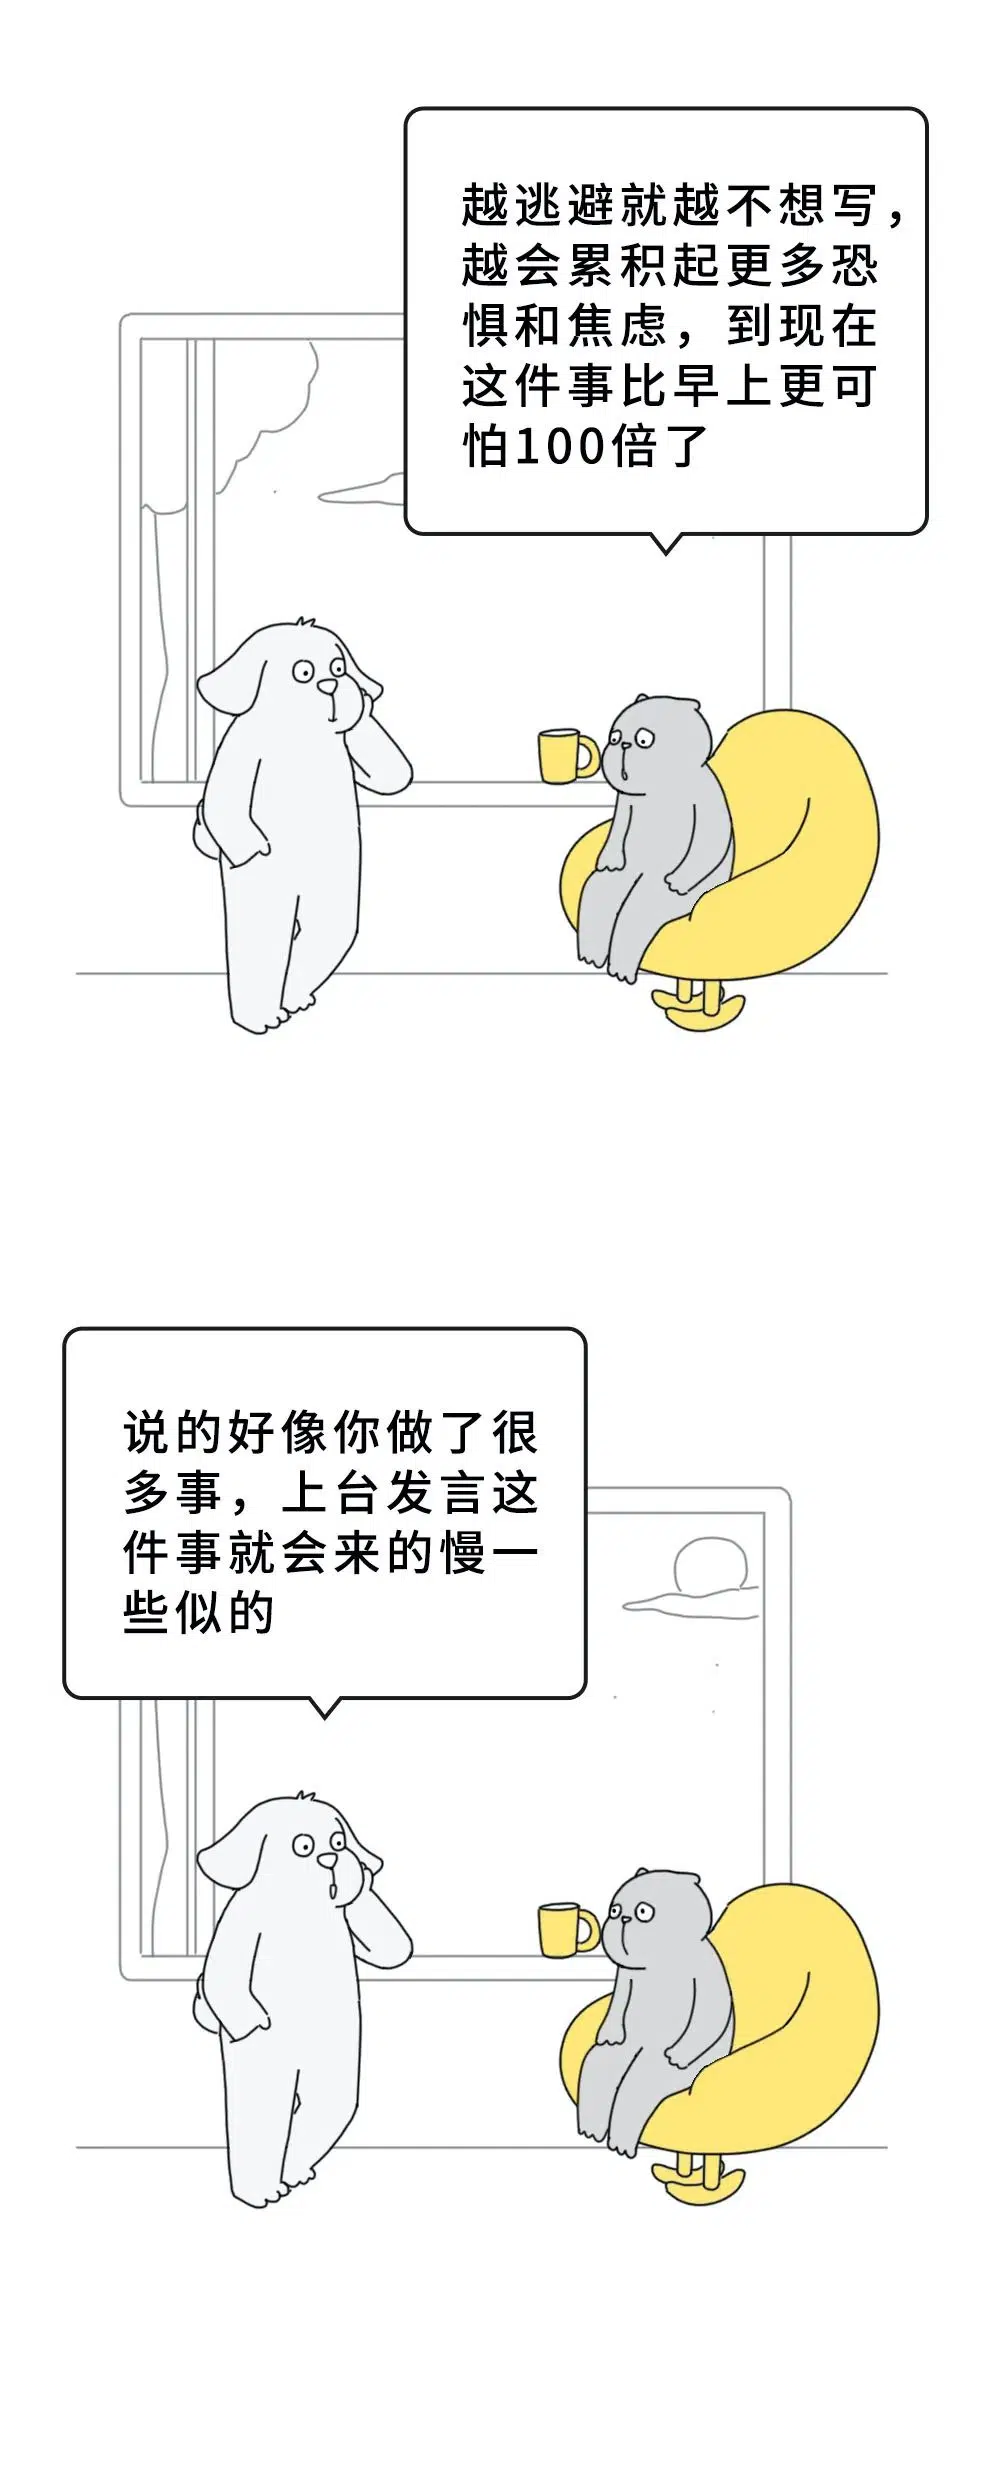 越逃避就越不想写，
越会累积起更多恐
惧和焦虑，到现在
这件事比早上更可
怕100倍了
说的好像你做了很
多事，上台发言这
件事就会来的慢一
些似的